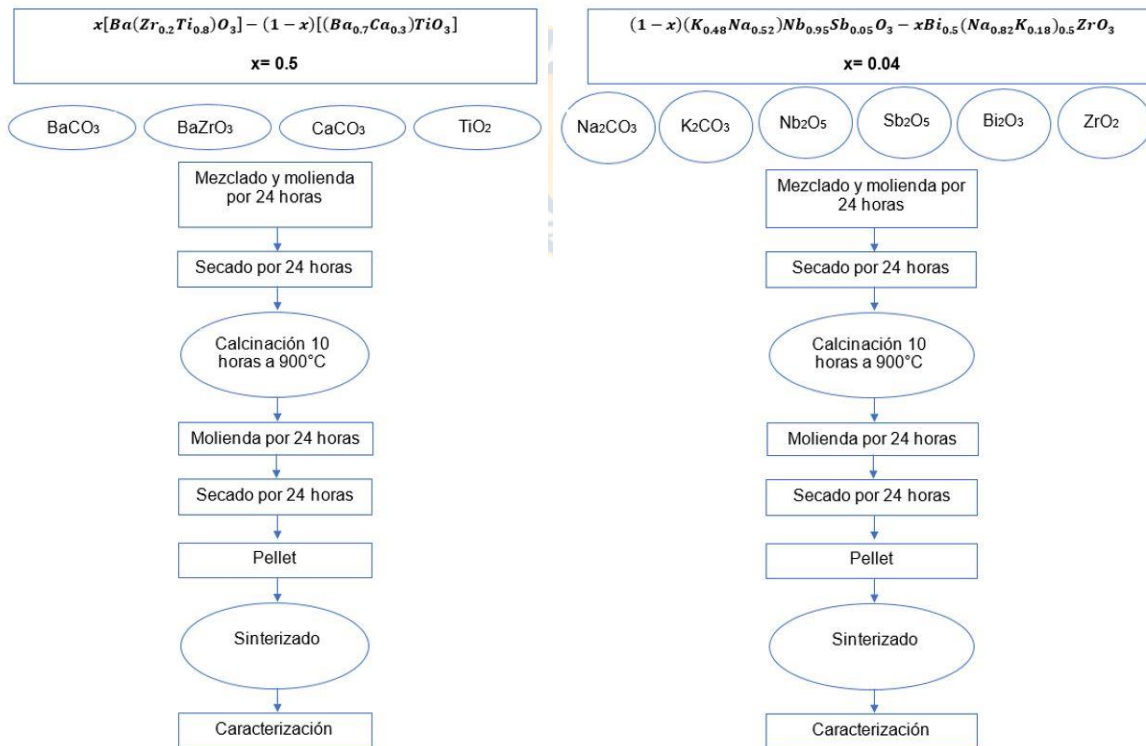 x[Ba(Zr₀.₂Ti₀.₈)O₃] − (1 − x)[(Ba₀.₇Ca₀.₃)TiO₃]
x= 0.5
BaCO₃
BaZrO₃
CaCO₃
TiO₂
Mezclado y molienda
por 24 horas
Secado por 24 horas
Calcinación 10
horas a 900°C
Molienda por 24 horas
Secado por 24 horas
Pellet
Sinterizado
Caracterización
(1 − x)(K₀.₄₈Na₀.₅₂)Nb₀.₉₅Sb₀.₀₅O₃ − xBi₀.₅(Na₀.₈₂K₀.₁₈)₀.₅ZrO₃
x= 0.04
Na₂CO₃
K₂CO₃
Nb₂O₅
Sb₂O₅
Bi₂O₃
ZrO₂
Mezclado y molienda por
24 horas
Secado por 24 horas
Calcinación 10
horas a 900°C
Molienda por 24 horas
Secado por 24 horas
Pellet
Sinterizado
Caracterización